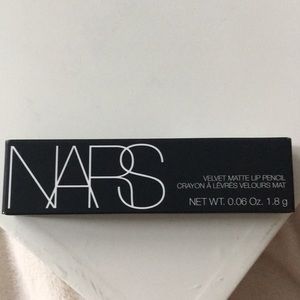 NARS
VELVET MATTE LIP PENCIL
CRAYON À LÈVRES VELOURS MAT
NET WT. 0.06 Oz. 1.8 g